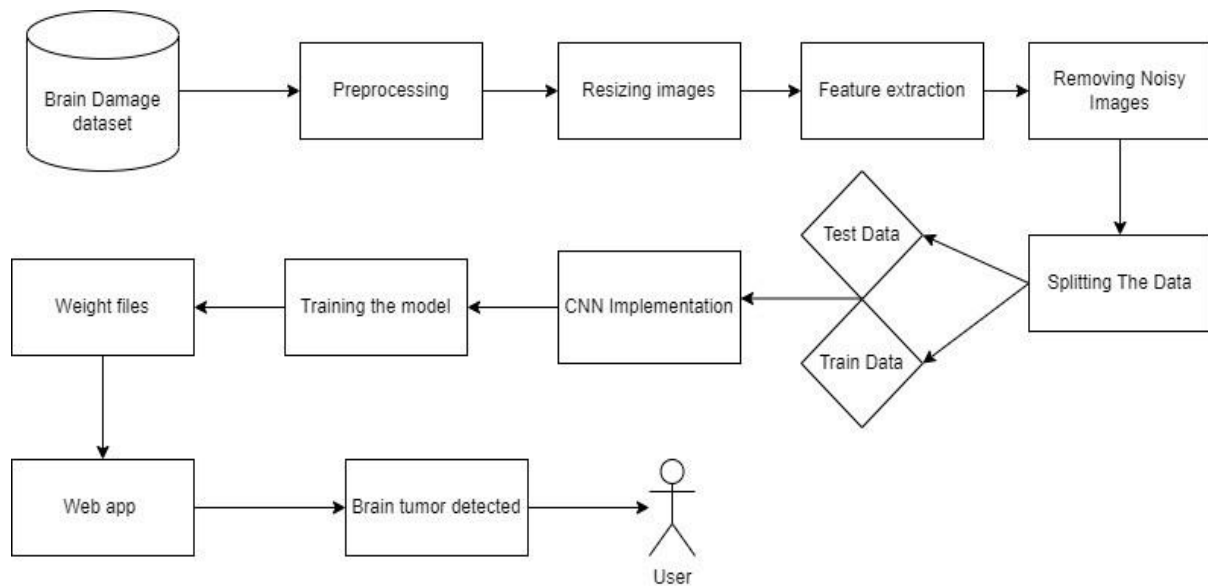 Brain Damage
dataset
Preprocessing
Resizing images
Feature extraction
Removing Noisy
Images
Test Data
Splitting The Data
Train Data
CNN Implementation
Training the model
Weight files
Web app
Brain tumor detected
User